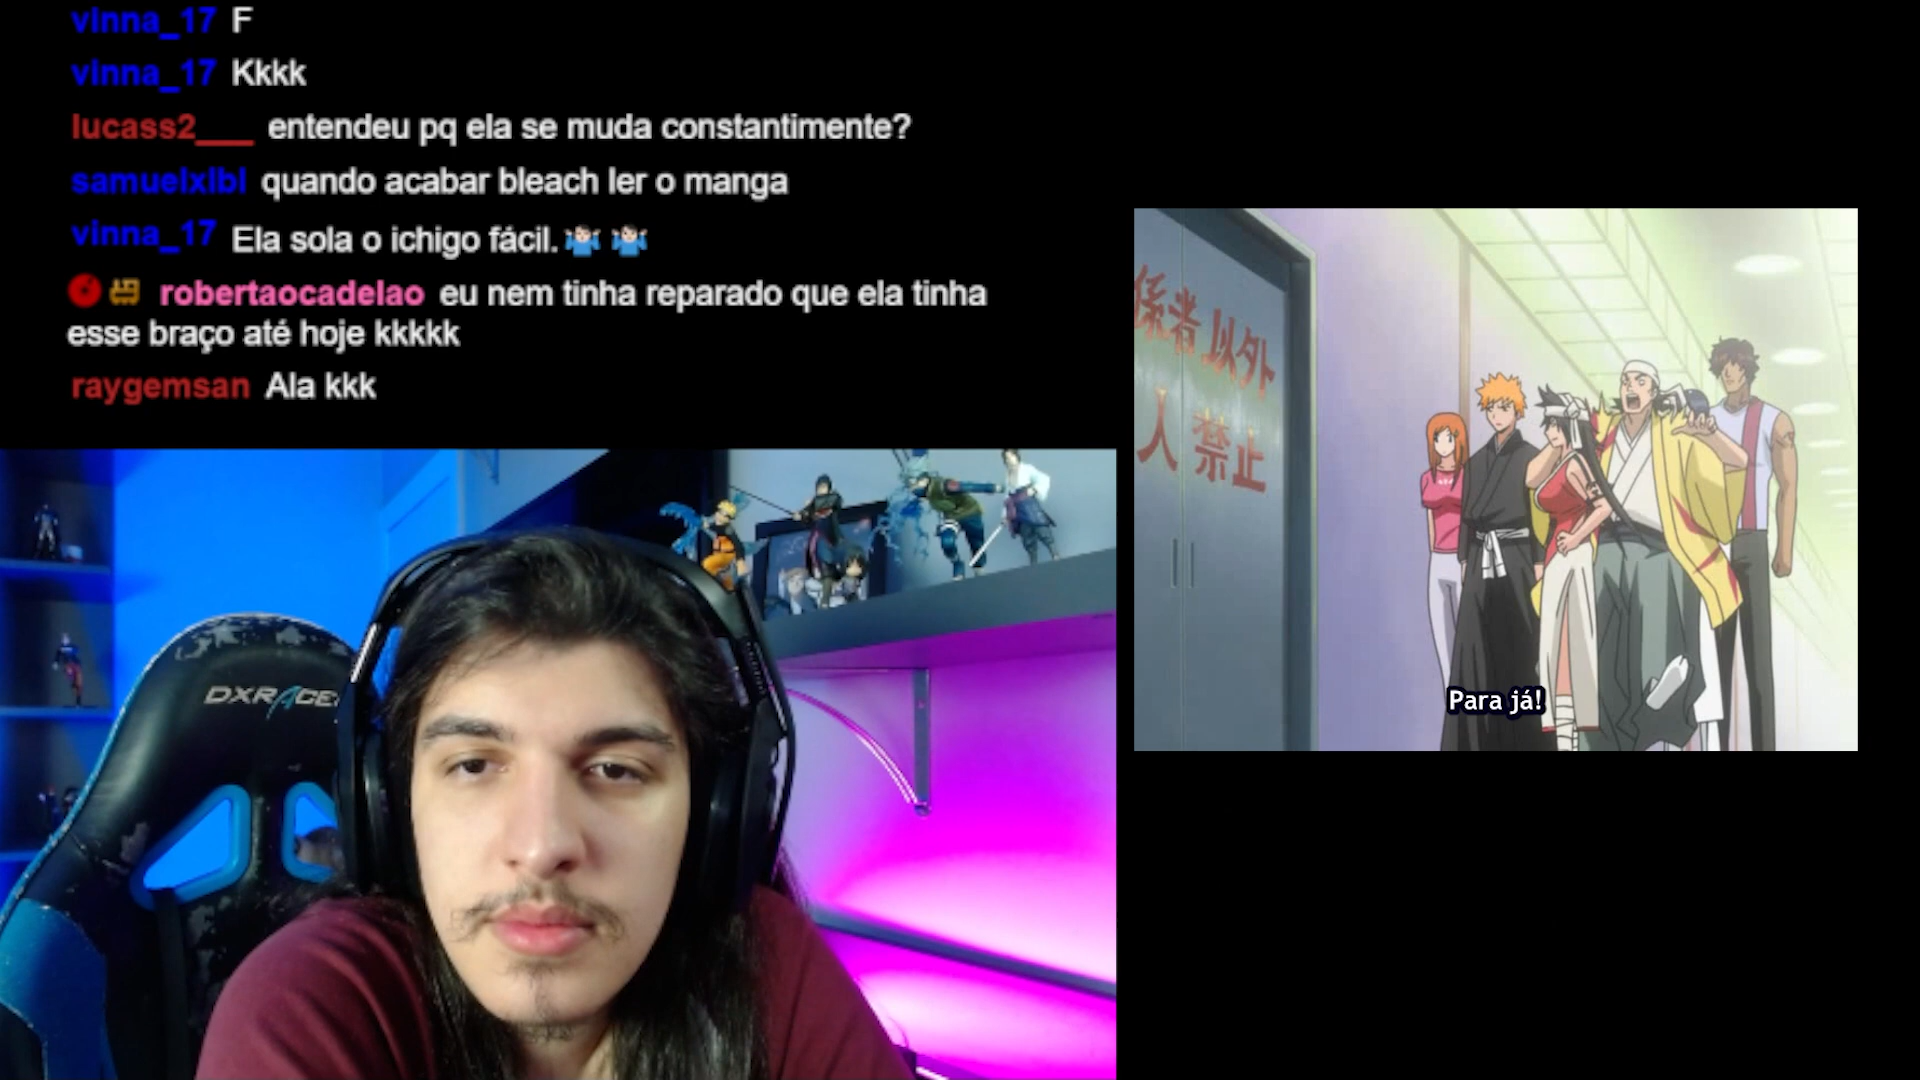 vinna_17 F
vinna_17 Kkkk
lucass2___ entendeu pq ela se muda constantimente?
samuelxlbl quando acabar bleach ler o manga
vinna_17 Ela sola o ichigo fácil.🤷🏻‍♂️🤷🏻‍♂️
robertaocadelao eu nem tinha reparado que ela tinha
esse braço até hoje kkkkk
raygemsan Ala kkk
係者以外
人禁止
Para já!
DXRACE